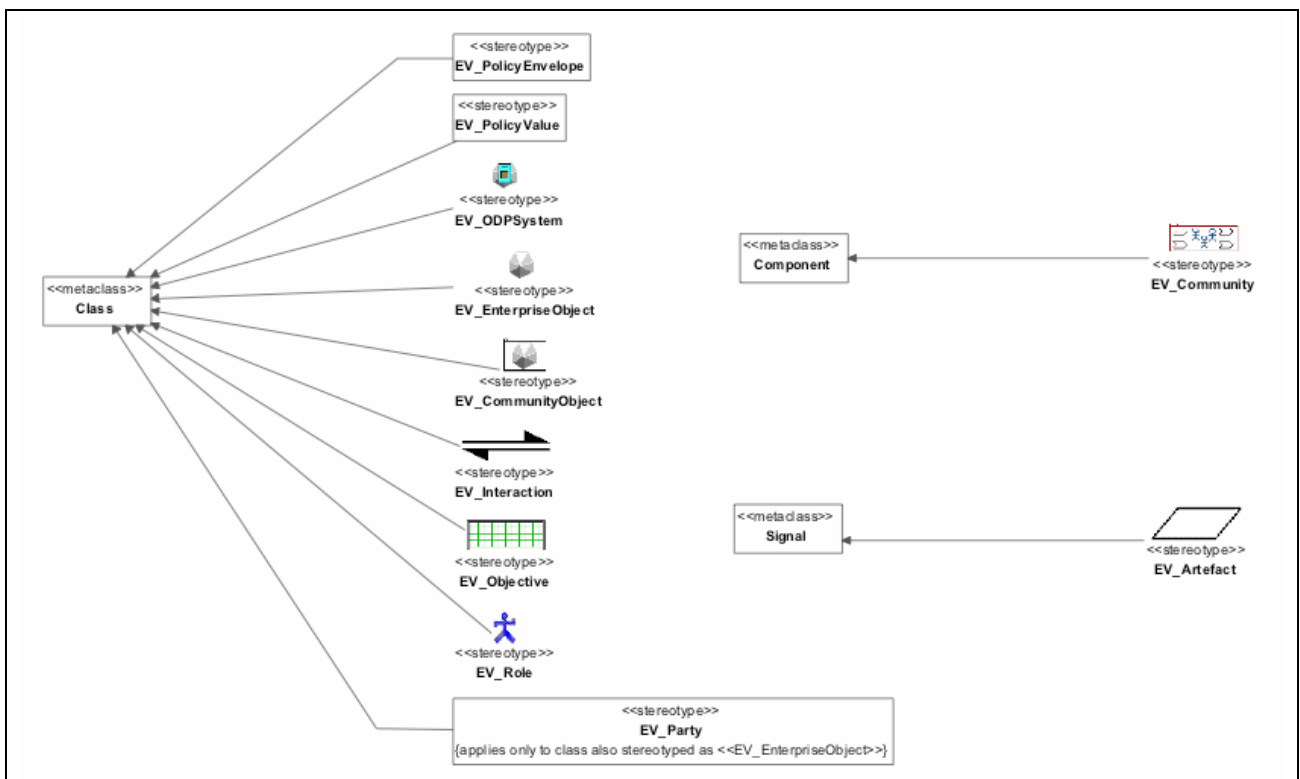 <<stereotype>>
EV_PolicyEnvelope
<<stereotype>>
EV_PolicyValue
<<stereotype>>
EV_ODPSystem
<<stereotype>>
EV_EnterpriseObject
<<stereotype>>
EV_CommunityObject
<<stereotype>>
EV_Interaction
<<stereotype>>
EV_Objective
<<stereotype>>
EV_Role
<<stereotype>>
EV_Party
{applies only to class also stereotyped as <<EV_EnterpriseObject>>}
<<metaclass>>
Class
<<metaclass>>
Component
<<stereotype>>
EV_Community
<<metaclass>>
Signal
<<stereotype>>
EV_Artefact